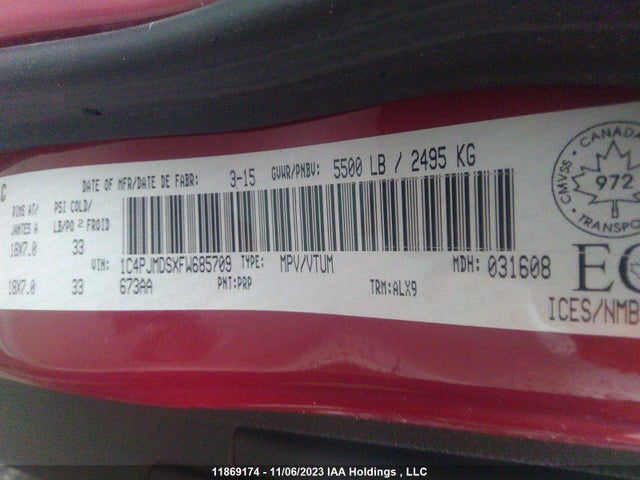 LC
DATE OF MFR/DATE DE FABR: 3-15 GVWR/PNBV: 5500 LB / 2495 KG
RIMS AT/ PSI COLD/
JANTES A LB/PO 2 FROID
18X7.0 33
VIN: 1C4PJMDSXFW685709 TYPE: MPV/VTUM MDH: 031608
18X7.0 33 673AA PNT:PRP TRM:ALX9
CANADA
CMVSS
972
TRANSPO
EC
ICES/NMB
11869174 - 11/06/2023 IAA Holdings , LLC